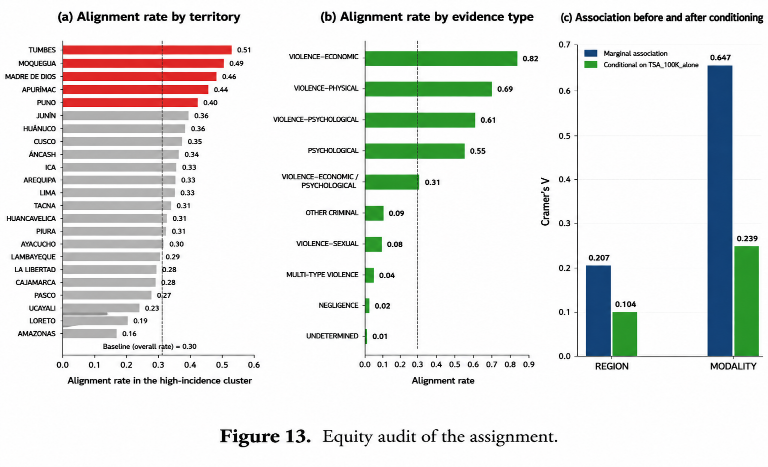 (a) Alignment rate by territory
TUMBES 0.51
MOQUEGUA 0.49
MADRE DE DIOS 0.46
APURÍMAC 0.44
PUNO 0.40
JUNÍN 0.36
HUÁNUCO 0.36
CUSCO 0.35
ÁNCASH 0.34
ICA 0.33
AREQUIPA 0.33
LIMA 0.33
TACNA 0.31
HUANCAVELICA 0.31
PIURA 0.31
AYACUCHO 0.30
LAMBAYEQUE 0.29
LA LIBERTAD 0.28
CAJAMARCA 0.28
PASCO 0.27
UCAYALI 0.23
LORETO 0.19
AMAZONAS 0.16
Baseline (overall rate) = 0.30
0.0 0.1 0.2 0.3 0.4 0.5 0.6
Alignment rate in the high-incidence cluster
(b) Alignment rate by evidence type
VIOLENCE–ECONOMIC 0.82
VIOLENCE–PHYSICAL 0.69
VIOLENCE–PSYCHOLOGICAL 0.61
PSYCHOLOGICAL 0.55
VIOLENCE–ECONOMIC /
PSYCHOLOGICAL 0.31
OTHER CRIMINAL 0.09
VIOLENCE–SEXUAL 0.08
MULTI-TYPE VIOLENCE 0.04
NEGLIGENCE 0.02
UNDETERMINED 0.01
0.0 0.1 0.2 0.3 0.4 0.5 0.6 0.7 0.8 0.9
Alignment rate
(c) Association before and after conditioning
Marginal association
Conditional on TSA_100K_alone
Cramer's V
0.7
0.6
0.6
0.4
0.3
0.2
0.1
0.0
0.207
0.104
0.647
0.239
REGION MODALITY
Figure 13. Equity audit of the assignment.